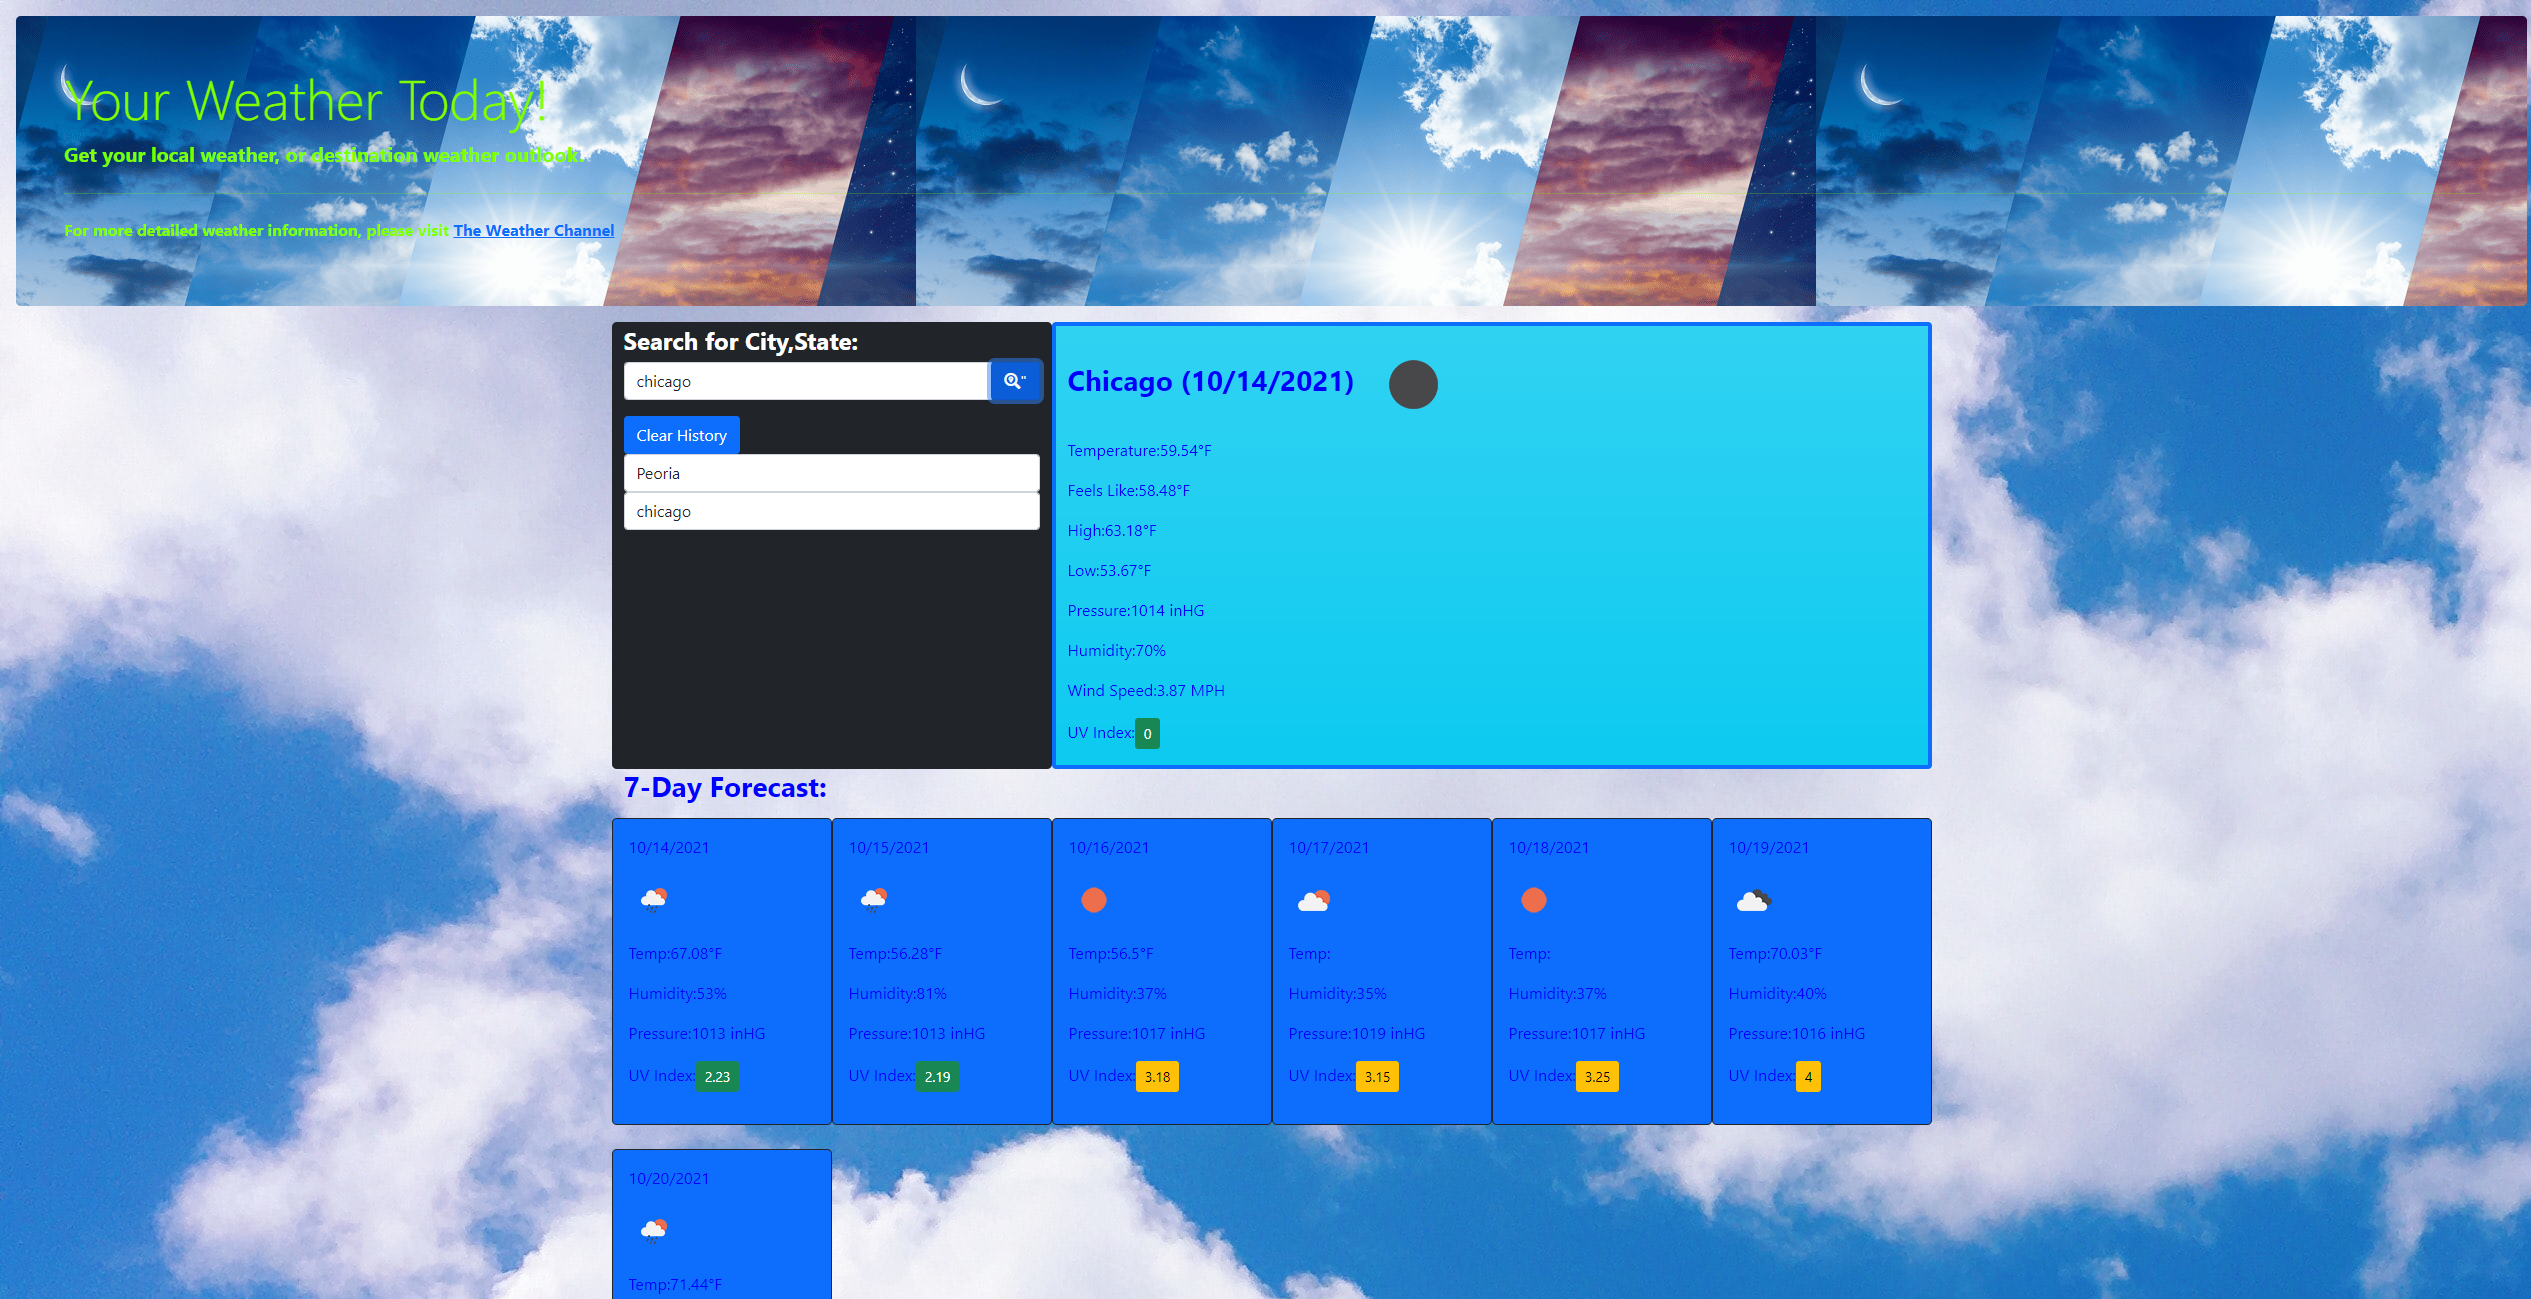 Your Weather Today!
Get your local weather, or destination weather outlook.
For more detailed weather information, please visit The Weather Channel
Search for City,State:
chicago
"
Clear History
Peoria
chicago
Chicago (10/14/2021)
Temperature:59.54°F
Feels Like:58.48°F
High:63.18°F
Low:53.67°F
Pressure:1014 inHG
Humidity:70%
Wind Speed:3.87 MPH
UV Index:0
7-Day Forecast:
10/14/2021
Temp:67.08°F
Humidity:53%
Pressure:1013 inHG
UV Index:2.23
10/15/2021
Temp:56.28°F
Humidity:81%
Pressure:1013 inHG
UV Index:2.19
10/16/2021
Temp:56.5°F
Humidity:37%
Pressure:1017 inHG
UV Index:3.18
10/17/2021
Temp:
Humidity:35%
Pressure:1019 inHG
UV Index:3.15
10/18/2021
Temp:
Humidity:37%
Pressure:1017 inHG
UV Index:3.25
10/19/2021
Temp:70.03°F
Humidity:40%
Pressure:1016 inHG
UV Index:4
10/20/2021
Temp:71.44°F